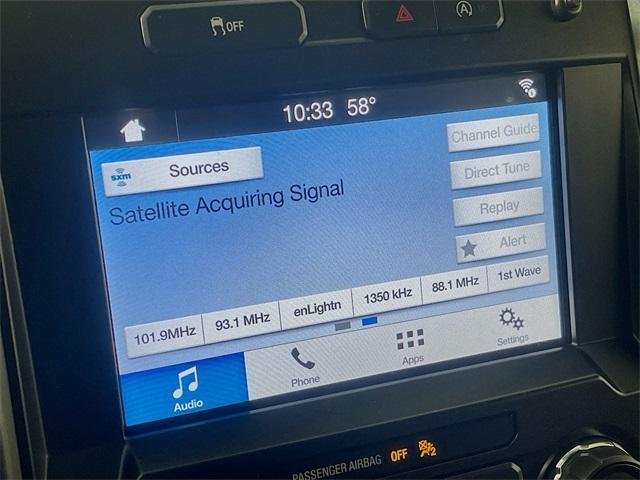 OFF
10:33 58°
sxm Sources
Channel Guide
Satellite Acquiring Signal
Direct Tune
Replay
Alert
101.9MHz 93.1 MHz enLightn 1350 kHz 88.1 MHz 1st Wave
Audio Phone Apps Settings
PASSENGER AIRBAG OFF